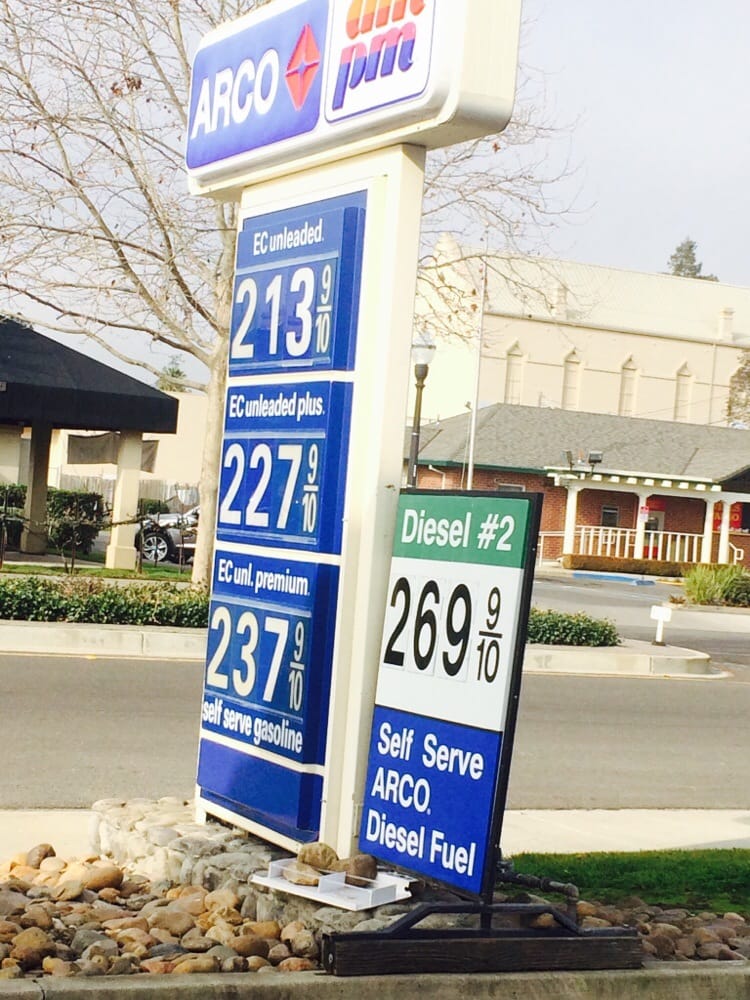 ARCO
am
pm
EC unleaded.
213 9/10
EC unleaded plus.
227 9/10
EC unl. premium.
237 9/10
self serve gasoline
Diesel #2
269 9/10
Self Serve
ARCO.
Diesel Fuel